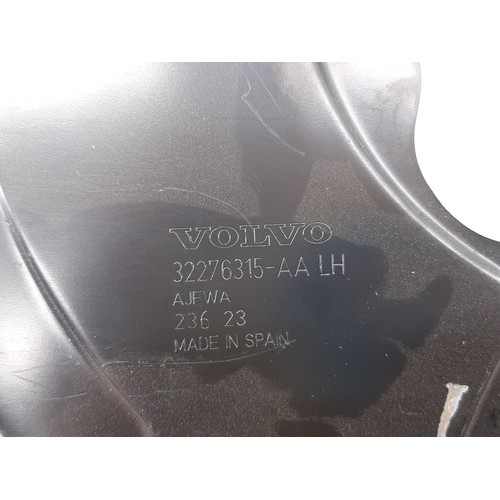 VOLVO
32276315-AA LH
AJFWA
236 23
MADE IN SPAIN